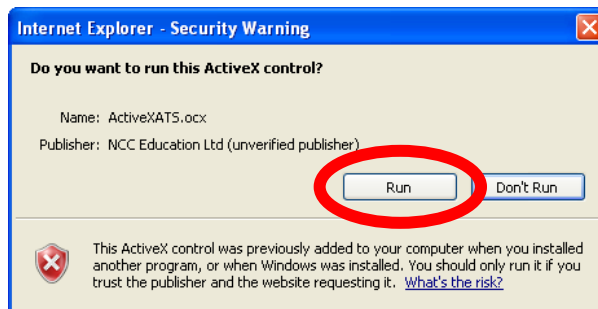 Internet Explorer - Security Warning
Do you want to run this ActiveX control?
Name: ActiveXATS.ocx
Publisher: NCC Education Ltd (unverified publisher)
Run Don't Run
This ActiveX control was previously added to your computer when you installed
another program, or when Windows was installed. You should only run it if you
trust the publisher and the website requesting it. What's the risk?